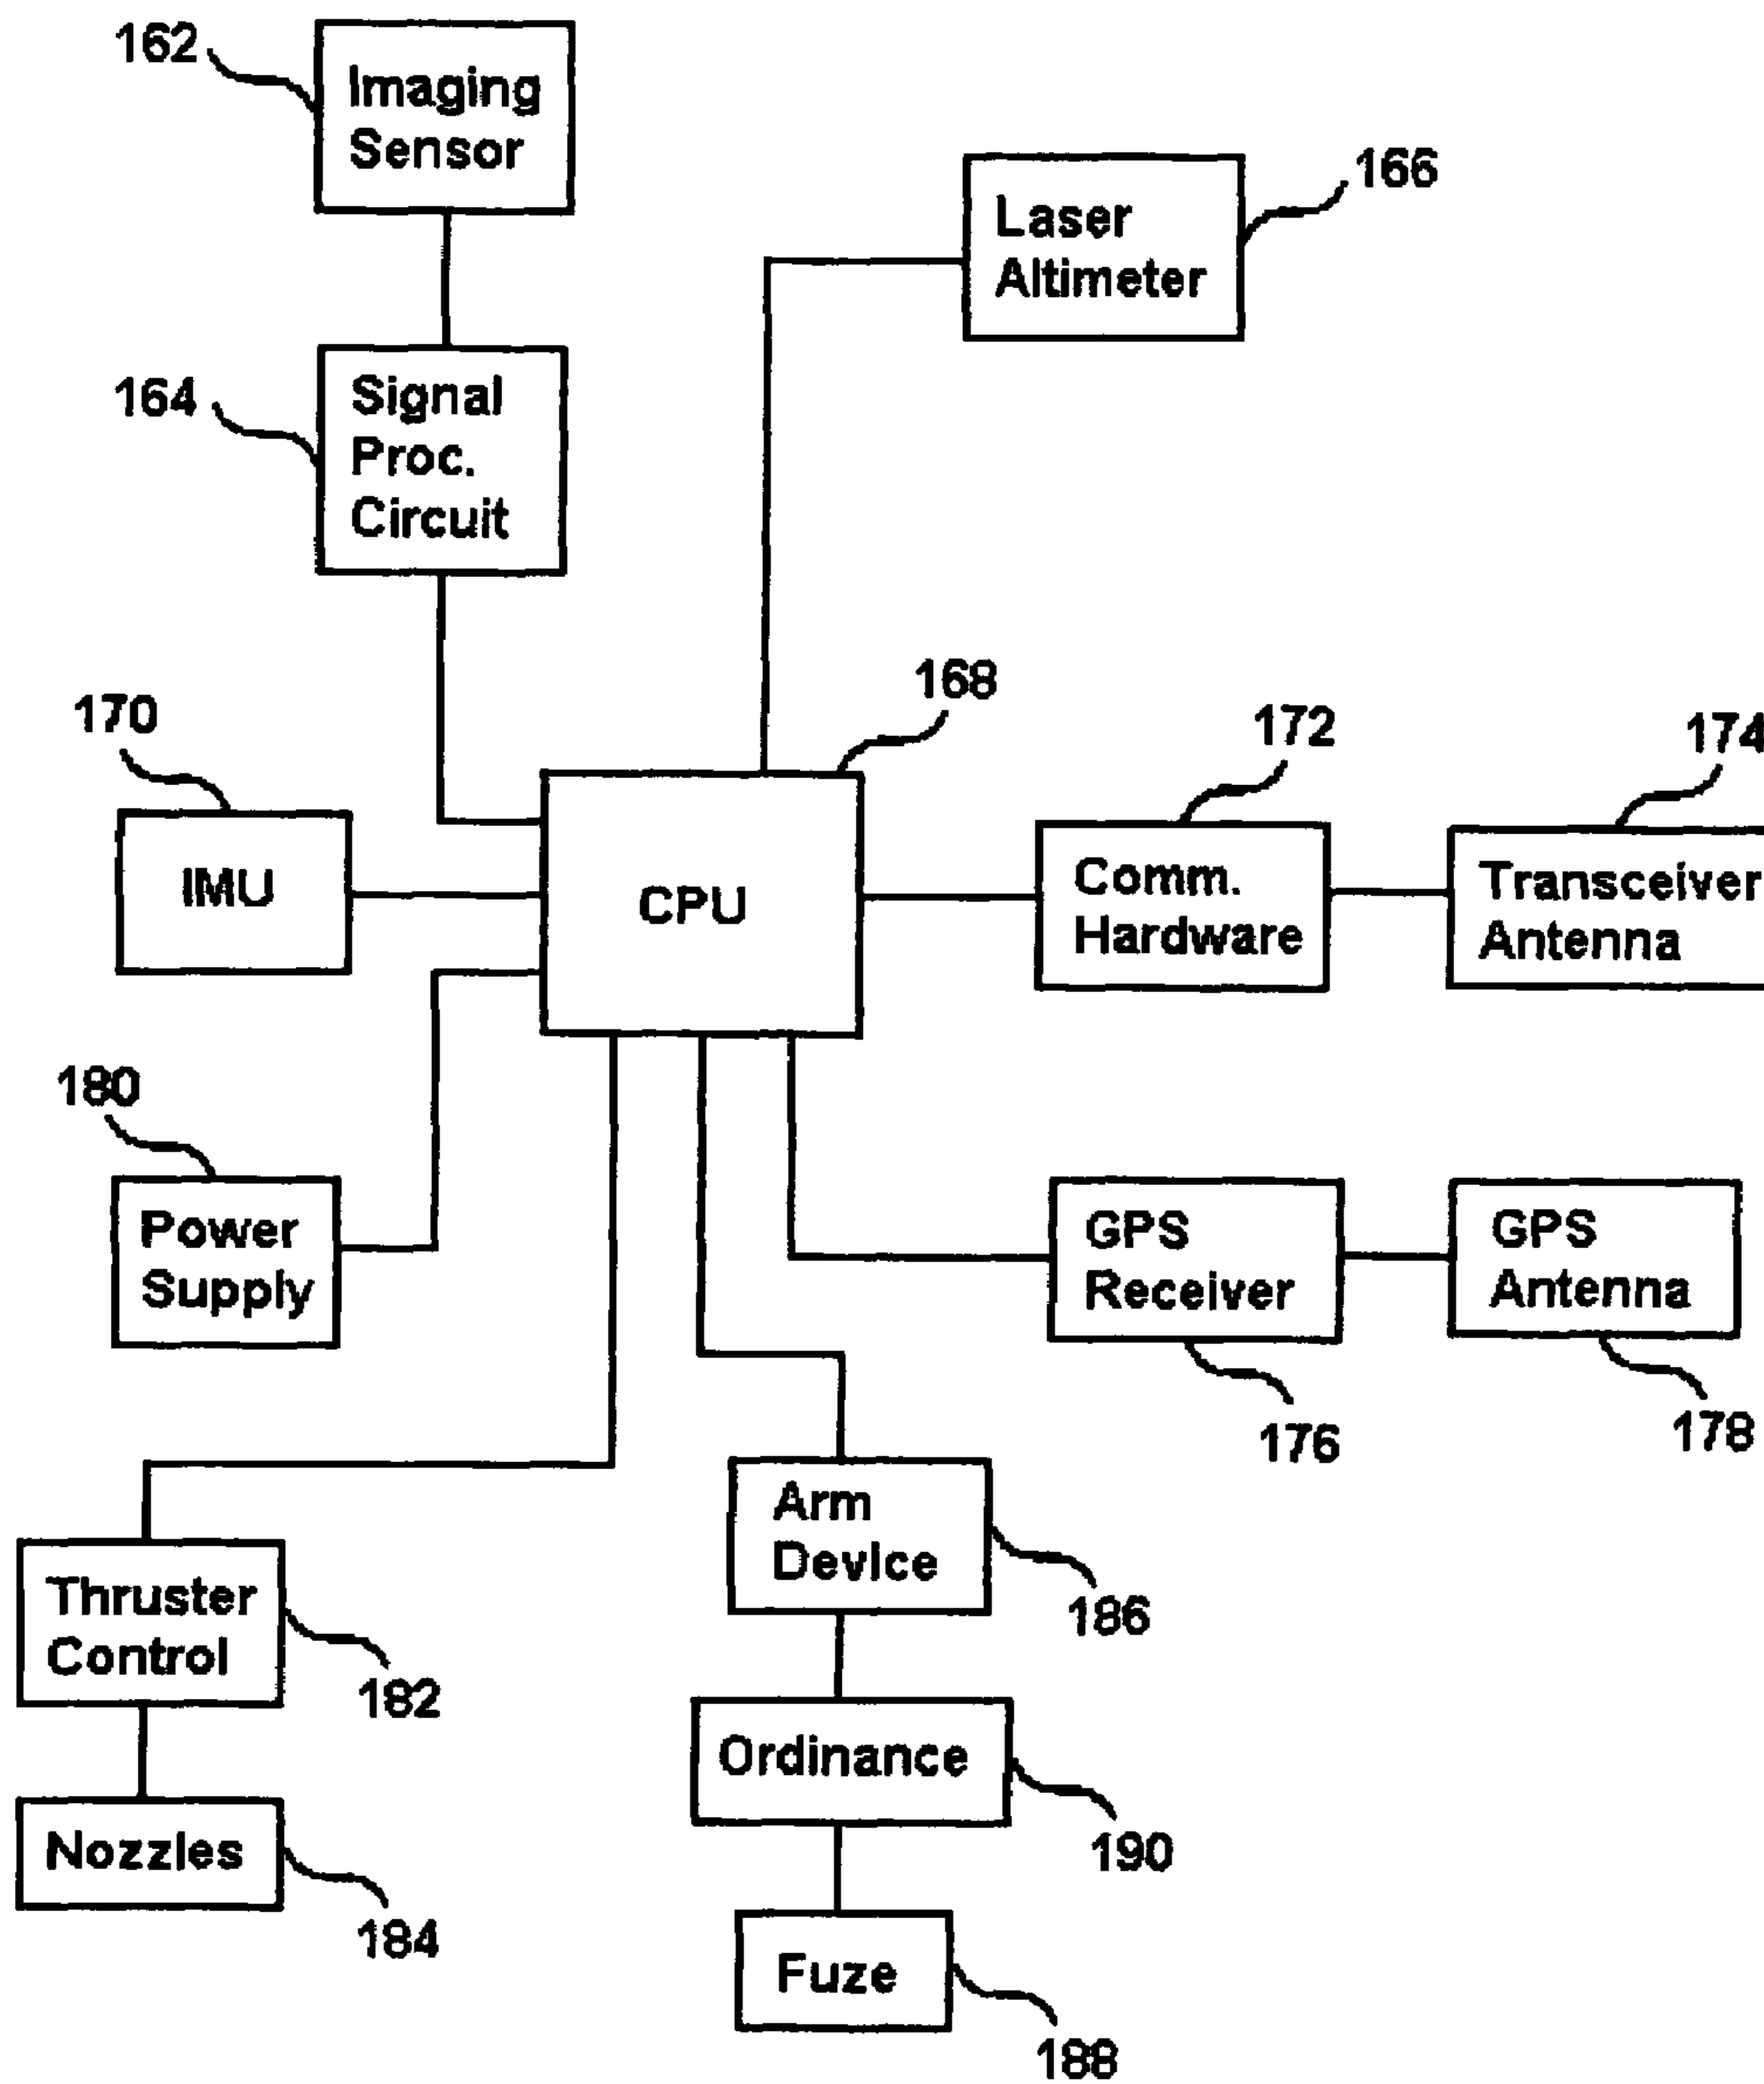 162
Imaging
Sensor
166
Laser
Altimeter
164
Signal
Proc.
Circuit
168
170
172
174
IMU
CPU
Comm.
Hardware
Transceiver
Antenna
180
Power
Supply
GPS
Receiver
GPS
Antenna
176
178
Arm
Device
186
Thruster
Control
182
Ordinance
190
Nozzles
184
Fuze
188